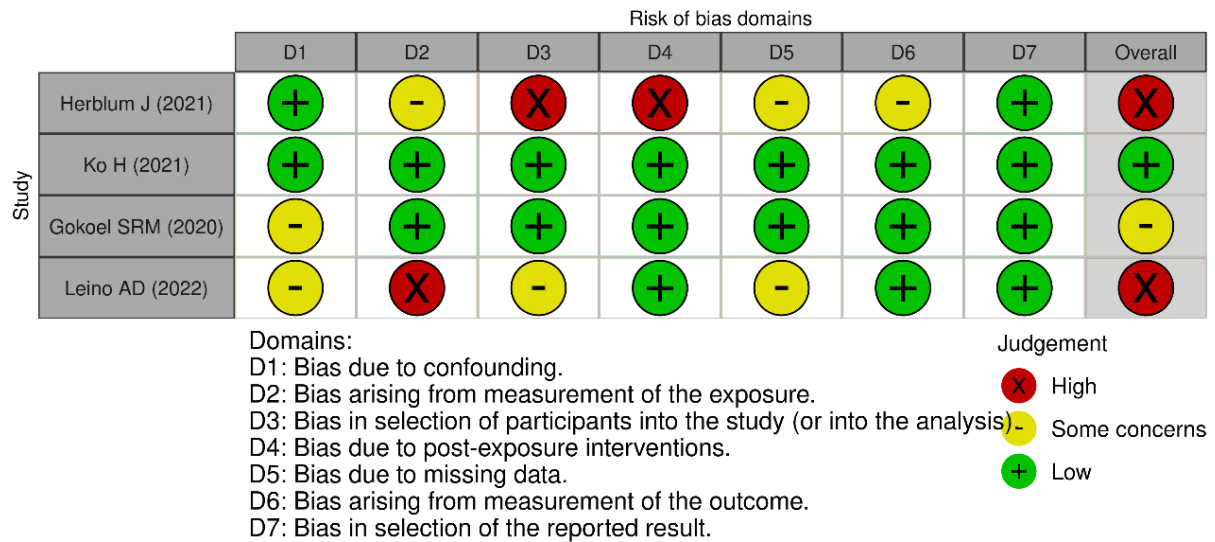 Risk of bias domains
D1 D2 D3 D4 D5 D6 D7 Overall
Study
Herblum J (2021) + - X X - - + X
Ko H (2021) + + + + + + + +
Gokoel SRM (2020) - + + + + + + -
Leino AD (2022) - X - + - + + X
Domains:
D1: Bias due to confounding.
D2: Bias arising from measurement of the exposure.
D3: Bias in selection of participants into the study (or into the analysis).
D4: Bias due to post-exposure interventions.
D5: Bias due to missing data.
D6: Bias arising from measurement of the outcome.
D7: Bias in selection of the reported result.
Judgement
X High
- Some concerns
+ Low